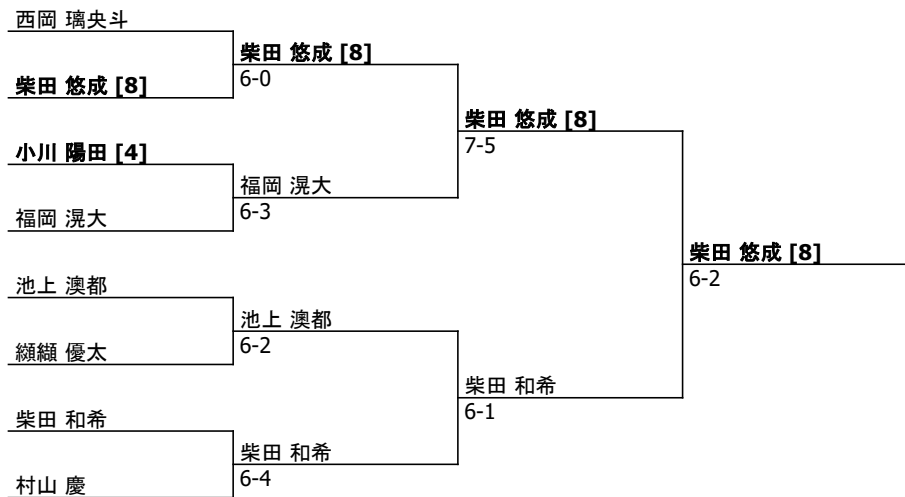 西岡 璃央斗
柴田 悠成 [8]
6-0
柴田 悠成 [8]
柴田 悠成 [8]
7-5
小川 陽田 [4]
福岡 滉大
6-3
福岡 滉大
柴田 悠成 [8]
6-2
池上 澳都
池上 澳都
6-2
纐纈 優太
柴田 和希
6-1
柴田 和希
柴田 和希
6-4
村山 慶